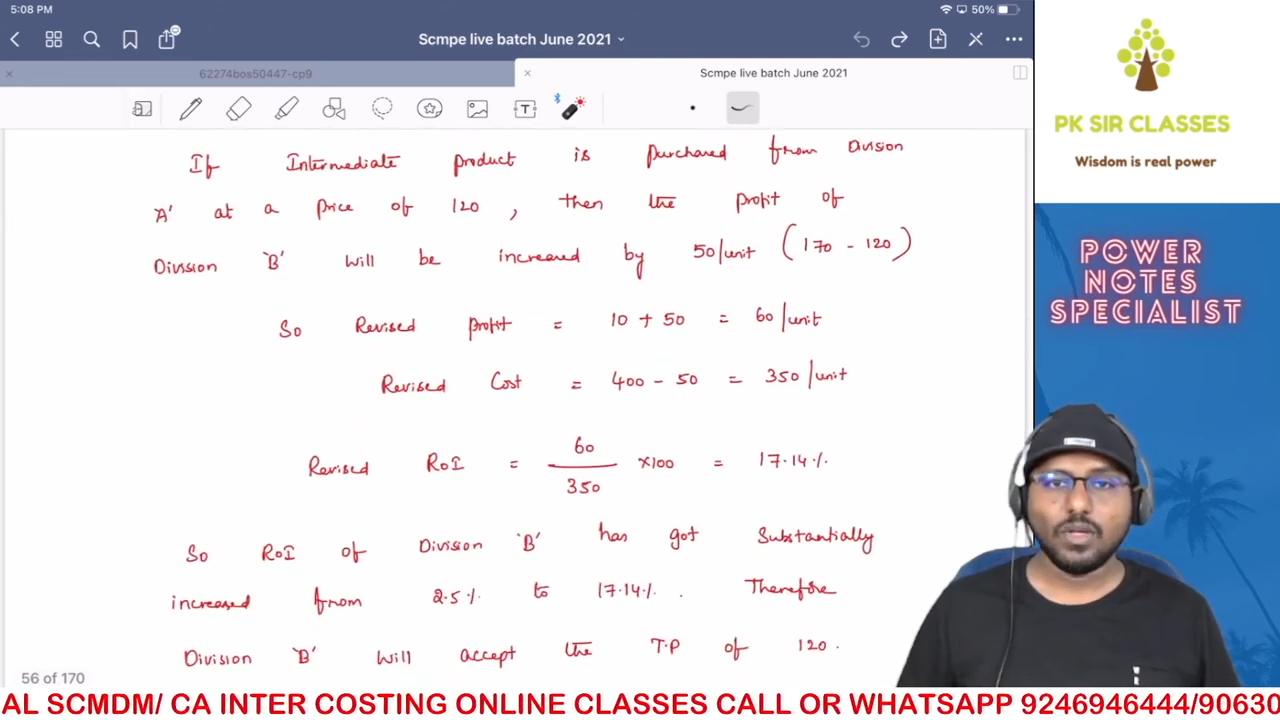 5:08 PM
50%
Scmpe live batch June 2021
62274bos50447-cp9
Scmpe live batch June 2021
If Intermediate product is purchased from Division
'A' at a price of 120, then the profit of
Division 'B' will be increased by 50/unit (170 - 120)
So Revised profit = 10 + 50 = 60/unit
Revised Cost = 400 - 50 = 350/unit
Revised RoI = 60/350 ×100 = 17.14%
So RoI of Division 'B' has got Substantially
increased from 2.5% to 17.14%. Therefore
Division 'B' will accept the T.P of 120.
56 of 170
PK SIR CLASSES
Wisdom is real power
POWER
NOTES
SPECIALIST
AL SCMDM/ CA INTER COSTING ONLINE CLASSES CALL OR WHATSAPP 9246946444/90630